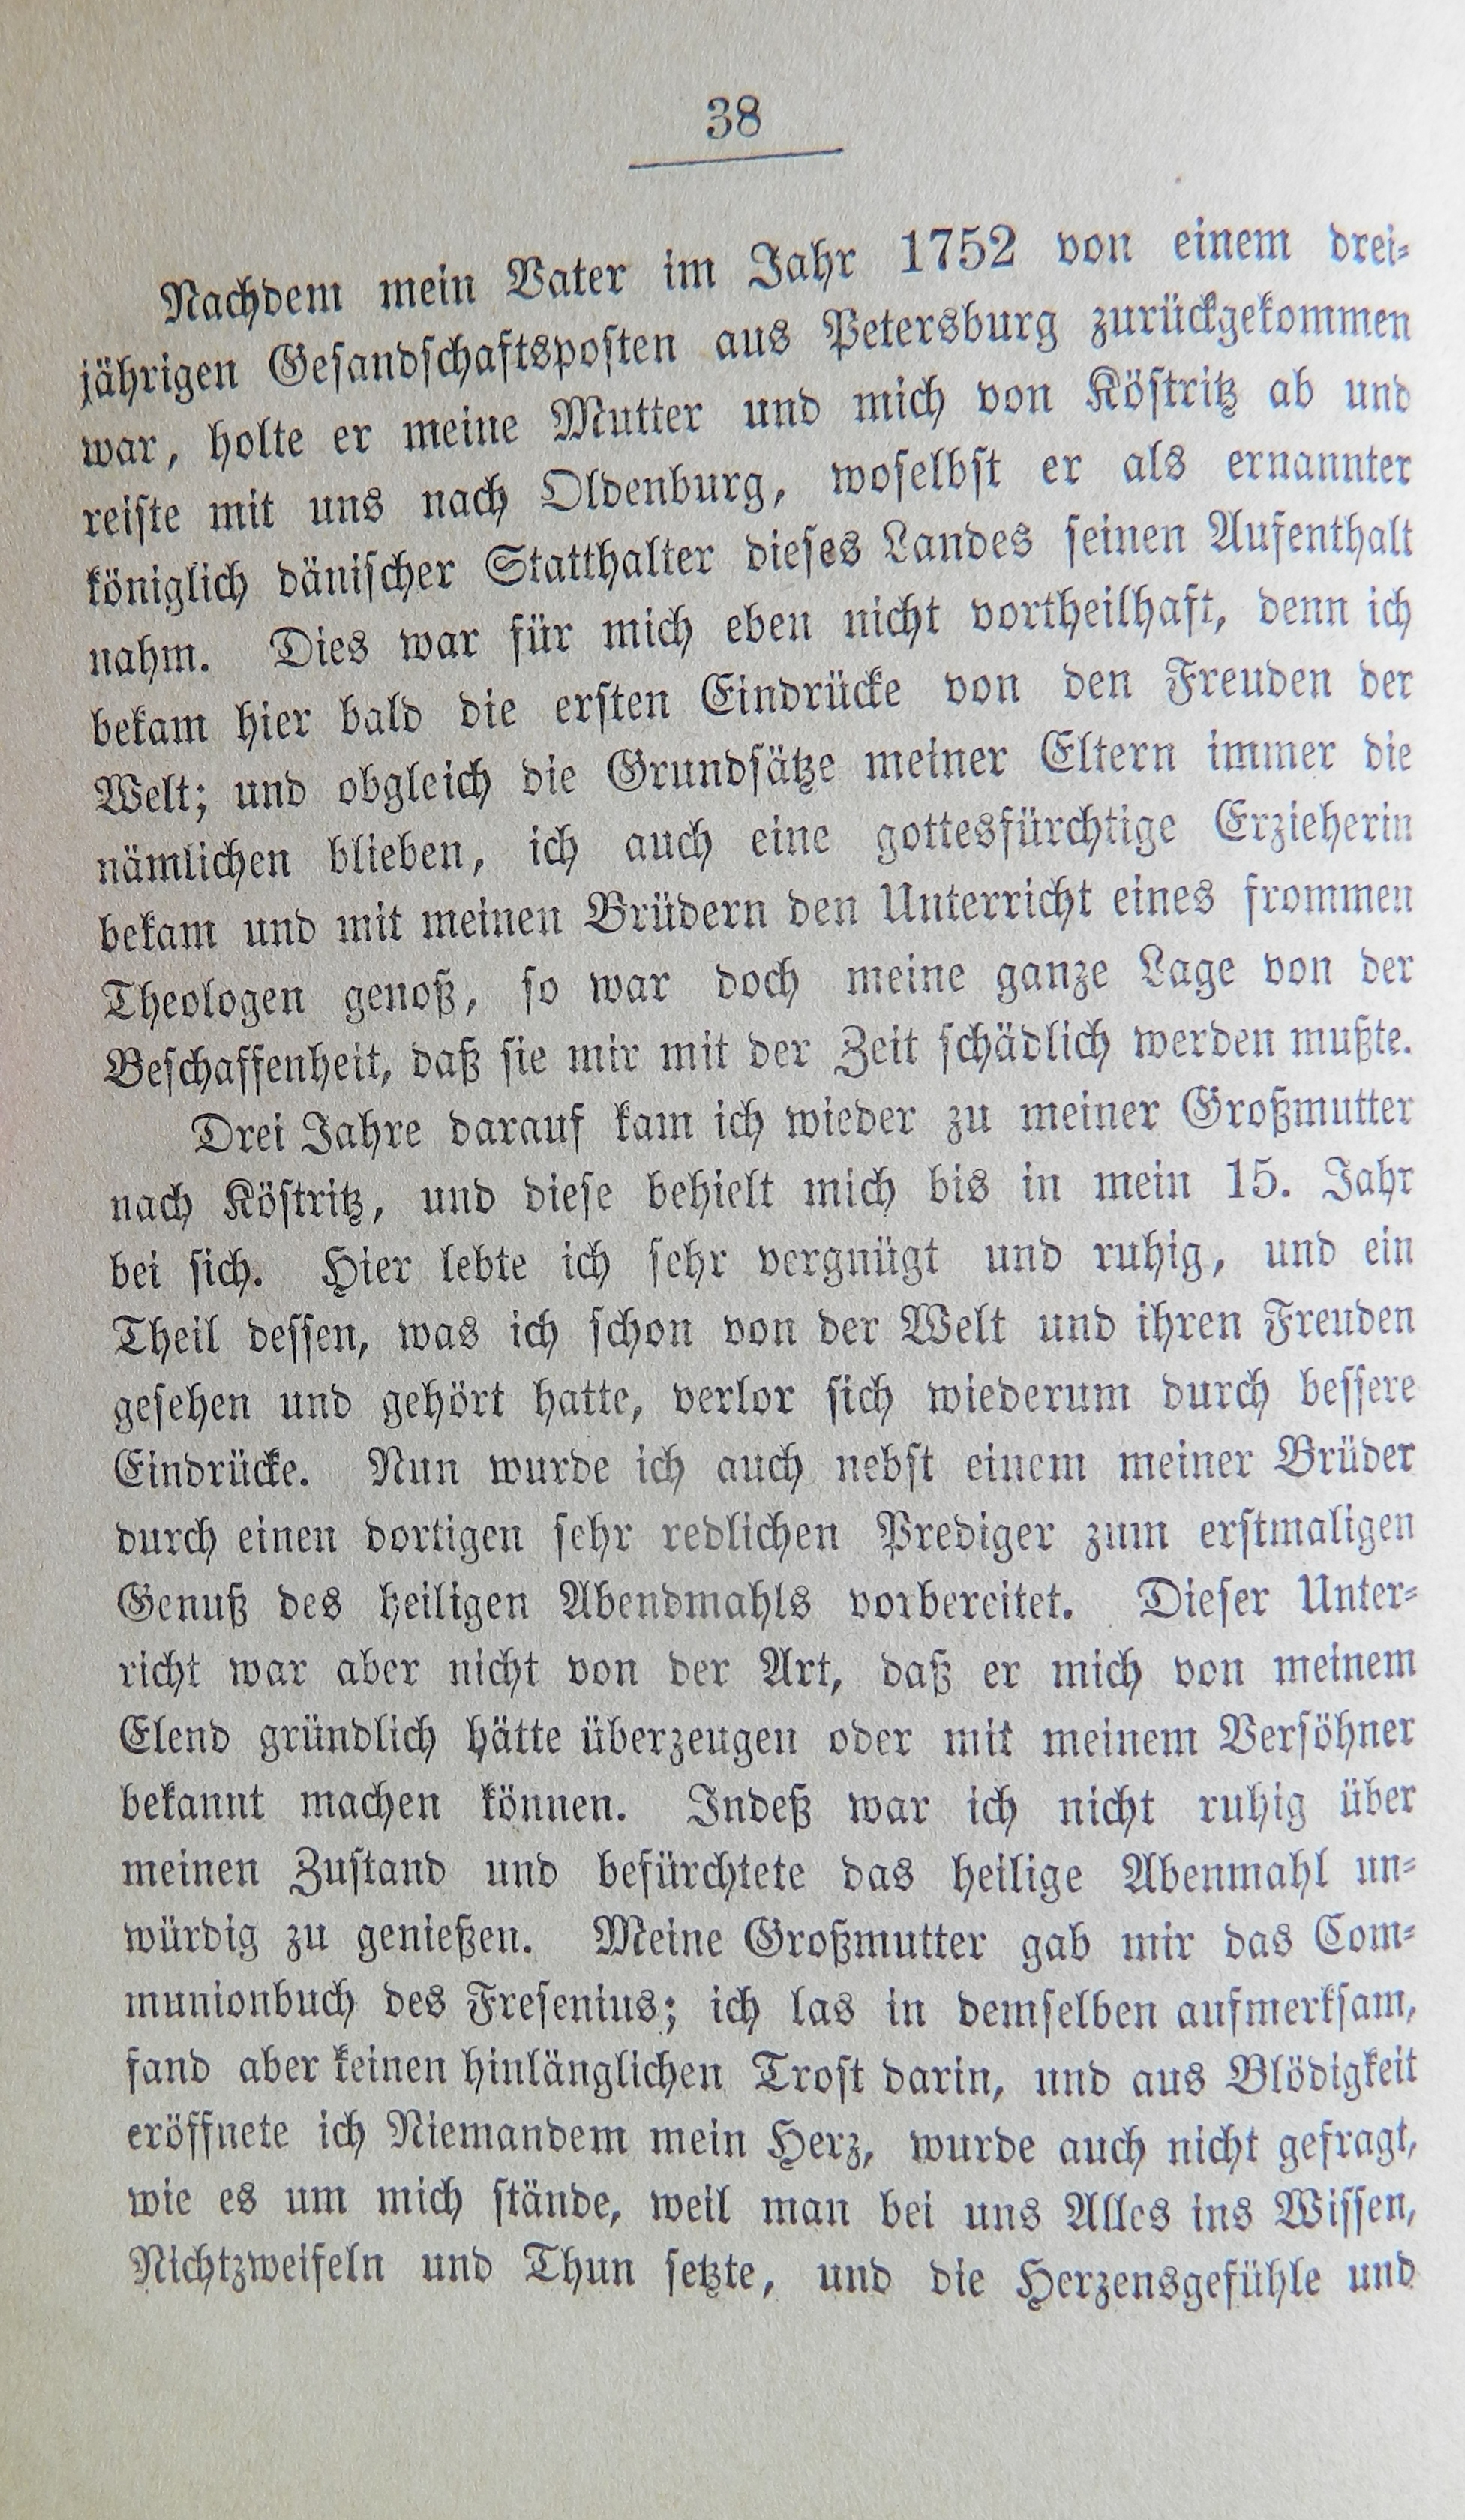 38
Nachdem mein Vater im Jahr 1752 von einem drei-
jährigen Gesandschaftsposten aus Petersburg zurückgekommen
war, holte er meine Mutter und mich von Köstritz ab und
reiste mit uns nach Oldenburg, woselbst er als ernannter
königlich dänischer Statthalter dieses Landes seinen Aufenthalt
nahm. Dies war für mich eben nicht vortheilhaft, denn ich
bekam hier bald die ersten Eindrücke von den Freuden der
Welt; und obgleich die Grundsätze meiner Eltern immer die
nämlichen blieben, ich auch eine gottesfürchtige Erzieherin
bekam und mit meinen Brüdern den Unterricht eines frommen
Theologen genoß, so war doch meine ganze Lage von der
Beschaffenheit, daß sie mir mit der Zeit schädlich werden mußte.
Drei Jahre darauf kam ich wieder zu meiner Großmutter
nach Köstritz, und diese behielt mich bis in mein 15. Jahr
bei sich. Hier lebte ich sehr vergnügt und ruhig, und ein
Theil dessen, was ich schon von der Welt und ihren Freuden
gesehen und gehört hatte, verlor sich wiederum durch bessere
Eindrücke. Nun wurde ich auch nebst einem meiner Brüder
durch einen dortigen sehr redlichen Prediger zum erstmaligen
Genuß des heiligen Abendmahls vorbereitet. Dieser Unter-
richt war aber nicht von der Art, daß er mich von meinem
Elend gründlich hätte überzeugen oder mit meinem Versöhner
bekannt machen können. Indeß war ich nicht ruhig über
meinen Zustand und befürchtete das heilige Abenmahl un-
würdig zu genießen. Meine Großmutter gab mir das Com-
munionbuch des Fresenius; ich las in demselben aufmerksam,
fand aber keinen hinlänglichen Trost darin, und aus Blödigkeit
eröffnete ich Niemandem mein Herz, wurde auch nicht gefragt,
wie es um mich stände, weil man bei uns Alles ins Wissen,
Nichtzweifeln und Thun setzte, und die Herzensgefühle und